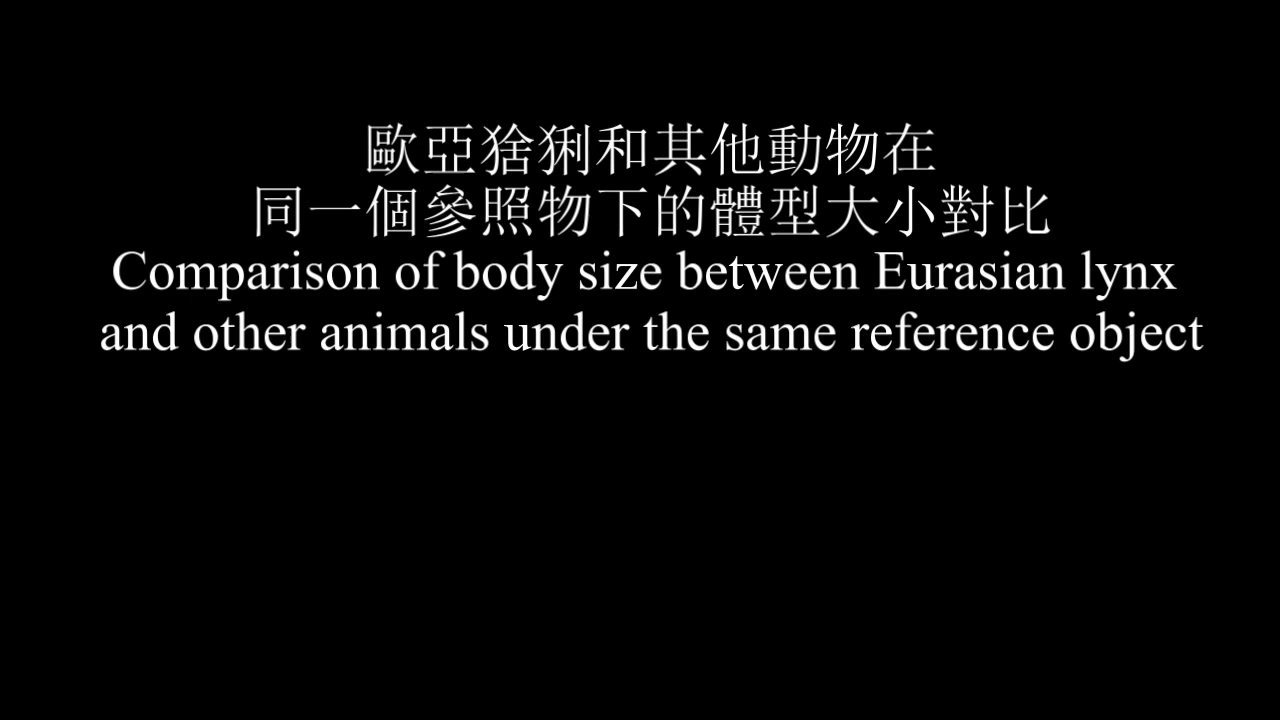 歐亞猞猁和其他動物在
同一個參照物下的體型大小對比
Comparison of body size between Eurasian lynx
and other animals under the same reference object